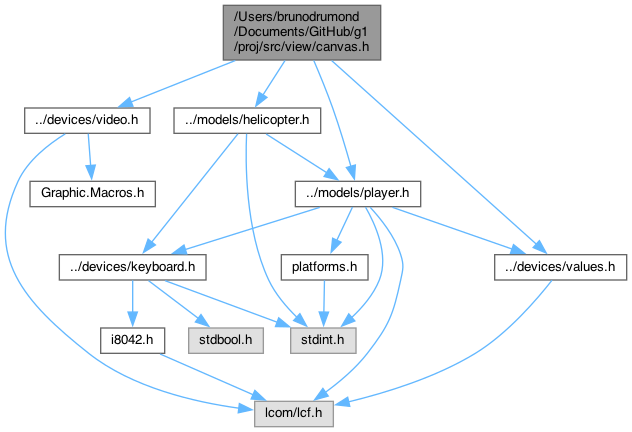 /Users/brunodrumond
/Documents/GitHub/g1
/proj/src/view/canvas.h
../devices/video.h
../models/helicopter.h
Graphic.Macros.h
../models/player.h
../devices/keyboard.h
platforms.h
../devices/values.h
i8042.h
stdbool.h
stdint.h
lcom/lcf.h